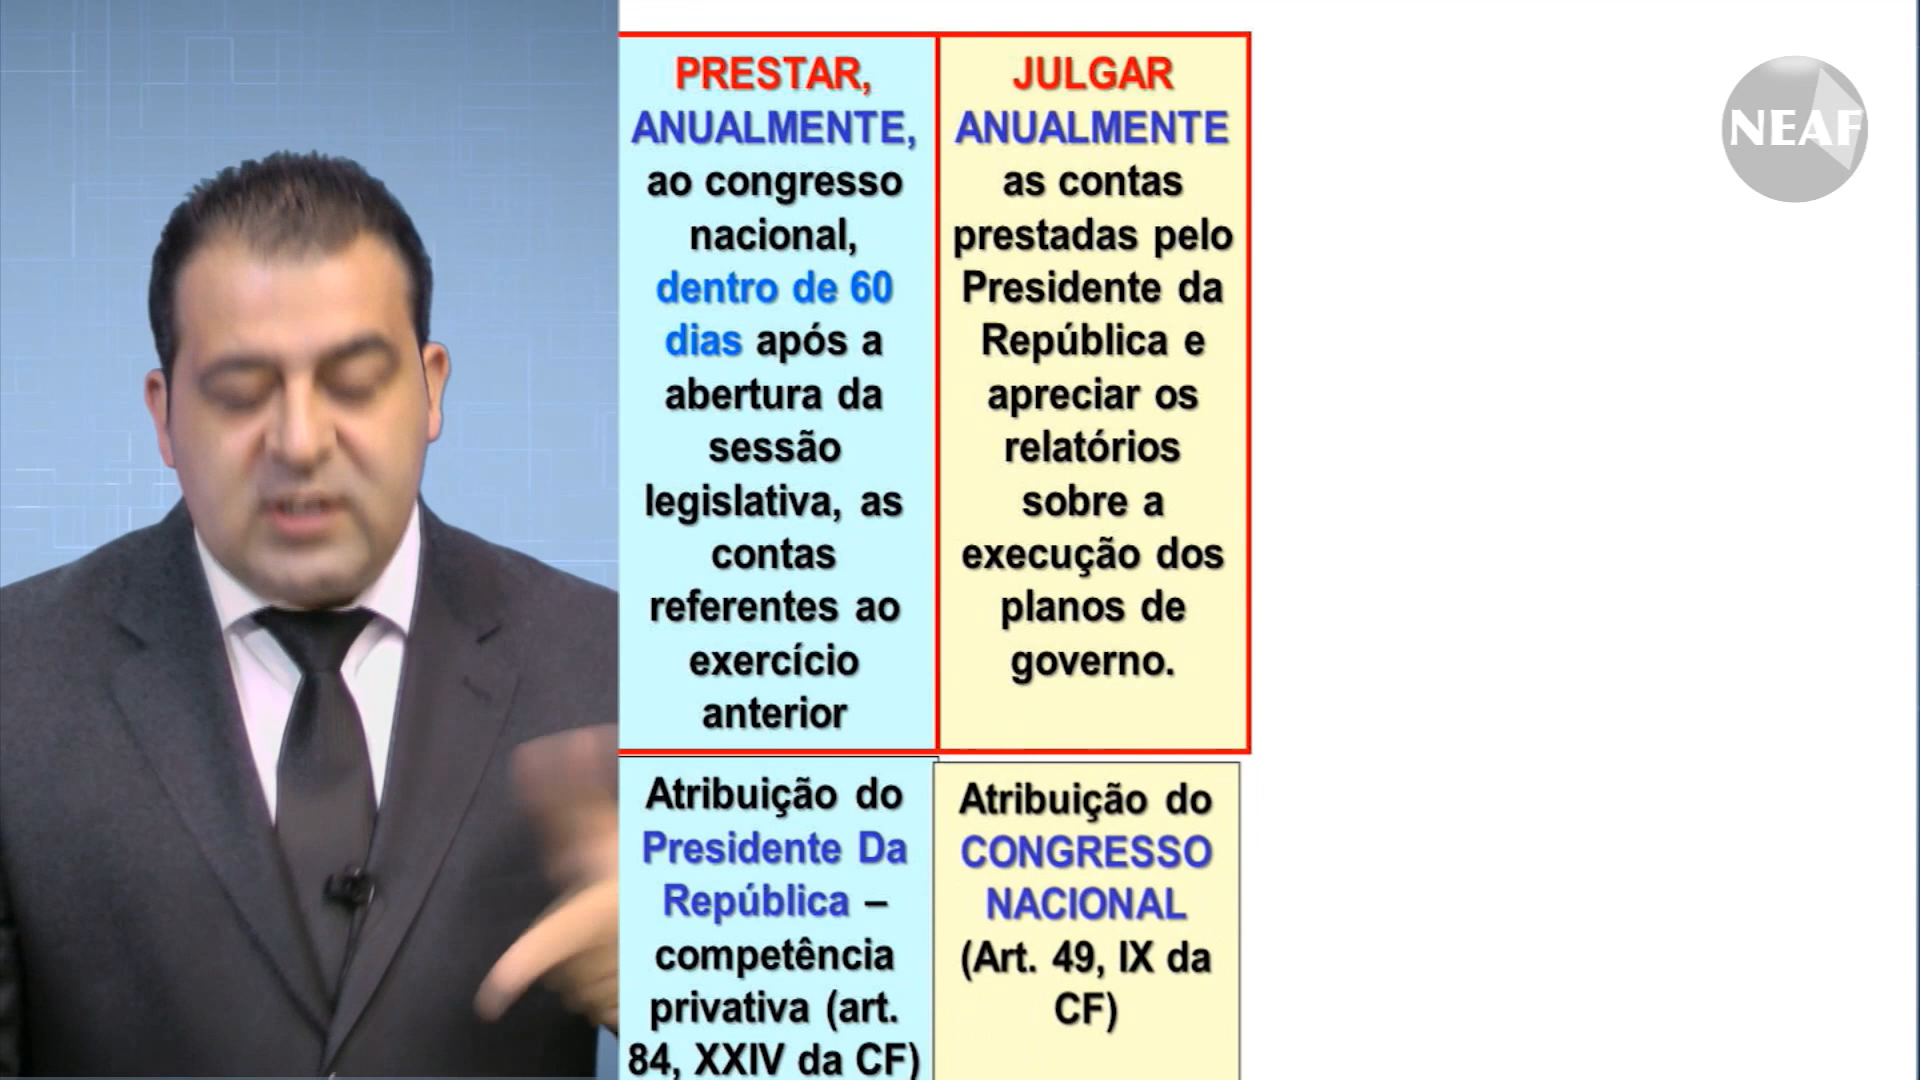 PRESTAR,
ANUALMENTE,
ao congresso
nacional,
dentro de 60
dias após a
abertura da
sessão
legislativa, as
contas
referentes ao
exercício
anterior
JULGAR
ANUALMENTE
as contas
prestadas pelo
Presidente da
República e
apreciar os
relatórios
sobre a
execução dos
planos de
governo.
Atribuição do
Presidente Da
República –
competência
privativa (art.
84, XXIV da CF)
Atribuição do
CONGRESSO
NACIONAL
(Art. 49, IX da
CF)
NEAF